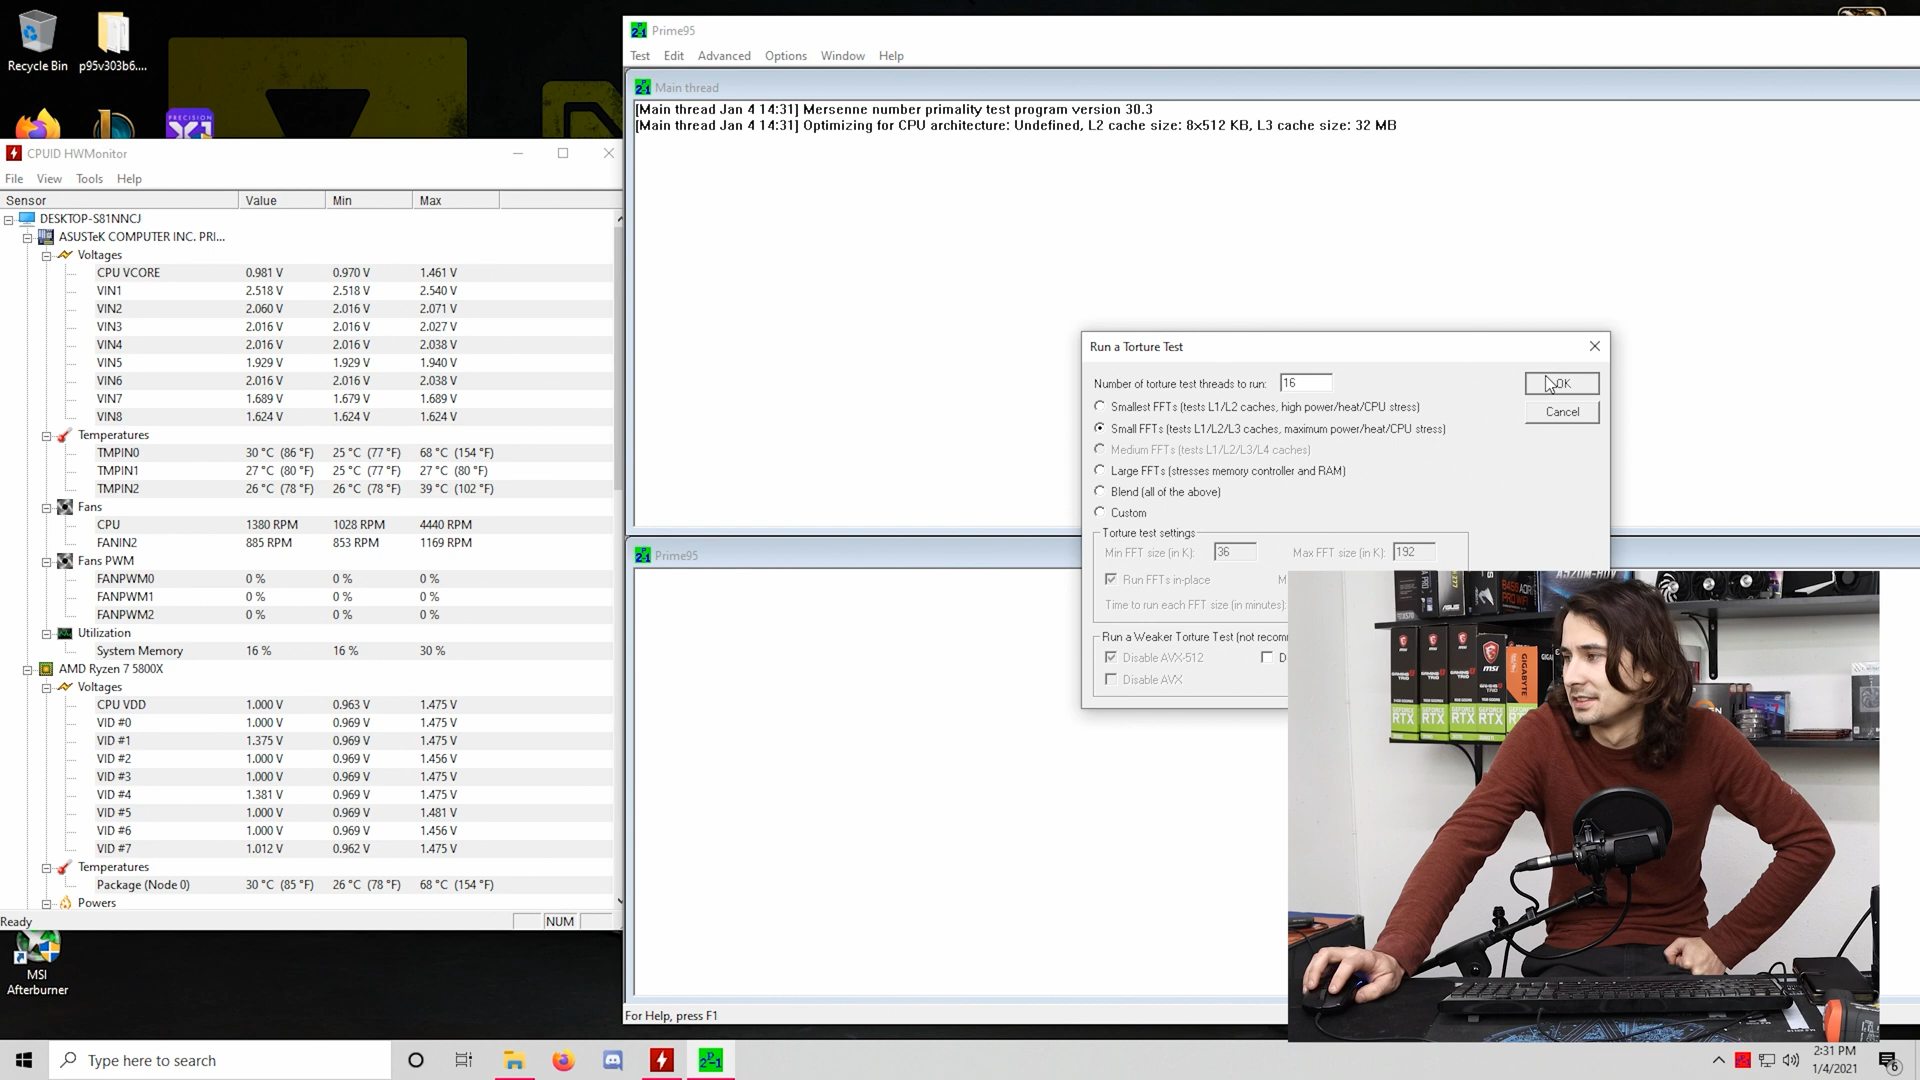 Recycle Bin
p95v303b6....
PRECISION
X1
CPUID HWMonitor
File View Tools Help
Sensor Value Min Max
DESKTOP-S81NNCJ
ASUSTeK COMPUTER INC. PRI...
Voltages
CPU VCORE 0.981 V 0.970 V 1.461 V
VIN1 2.518 V 2.518 V 2.540 V
VIN2 2.060 V 2.016 V 2.071 V
VIN3 2.016 V 2.016 V 2.027 V
VIN4 2.016 V 2.016 V 2.038 V
VIN5 1.929 V 1.929 V 1.940 V
VIN6 2.016 V 2.016 V 2.038 V
VIN7 1.689 V 1.679 V 1.689 V
VIN8 1.624 V 1.624 V 1.624 V
Temperatures
TMPIN0 30 °C (86 °F) 25 °C (77 °F) 68 °C (154 °F)
TMPIN1 27 °C (80 °F) 25 °C (77 °F) 27 °C (80 °F)
TMPIN2 26 °C (78 °F) 26 °C (78 °F) 39 °C (102 °F)
Fans
CPU 1380 RPM 1028 RPM 4440 RPM
FANIN2 885 RPM 853 RPM 1169 RPM
Fans PWM
FANPWM0 0 % 0 % 0 %
FANPWM1 0 % 0 % 0 %
FANPWM2 0 % 0 % 0 %
Utilization
System Memory 16 % 16 % 30 %
AMD Ryzen 7 5800X
Voltages
CPU VDD 1.000 V 0.963 V 1.475 V
VID #0 1.000 V 0.969 V 1.475 V
VID #1 1.375 V 0.969 V 1.475 V
VID #2 1.000 V 0.969 V 1.456 V
VID #3 1.000 V 0.969 V 1.475 V
VID #4 1.381 V 0.969 V 1.475 V
VID #5 1.000 V 0.969 V 1.481 V
VID #6 1.000 V 0.969 V 1.456 V
VID #7 1.012 V 0.962 V 1.475 V
Temperatures
Package (Node 0) 30 °C (85 °F) 26 °C (78 °F) 68 °C (154 °F)
Powers
Ready NUM
MSI
Afterburner
Prime95
Test Edit Advanced Options Window Help
Main thread
[Main thread Jan 4 14:31] Mersenne number primality test program version 30.3
[Main thread Jan 4 14:31] Optimizing for CPU architecture: Undefined, L2 cache size: 8x512 KB, L3 cache size: 32 MB
Prime95
For Help, press F1
Run a Torture Test
Number of torture test threads to run: 16
OK
Cancel
Smallest FFTs (tests L1/L2 caches, high power/heat/CPU stress)
Small FFTs (tests L1/L2/L3 caches, maximum power/heat/CPU stress)
Medium FFTs (tests L1/L2/L3/L4 caches)
Large FFTs (stresses memory controller and RAM)
Blend (all of the above)
Custom
Torture test settings
Min FFT size (in K): 36 Max FFT size (in K): 192
Run FFTs in-place M
Time to run each FFT size (in minutes):
Run a Weaker Torture Test (not recom
Disable AVX-512 D
Disable AVX
A520M-HDV
msi
GIGABYTE
GEFORCE
RTX
RTX
RTX
RTX
RYZEN
Type here to search
2:31 PM
1/4/2021
6